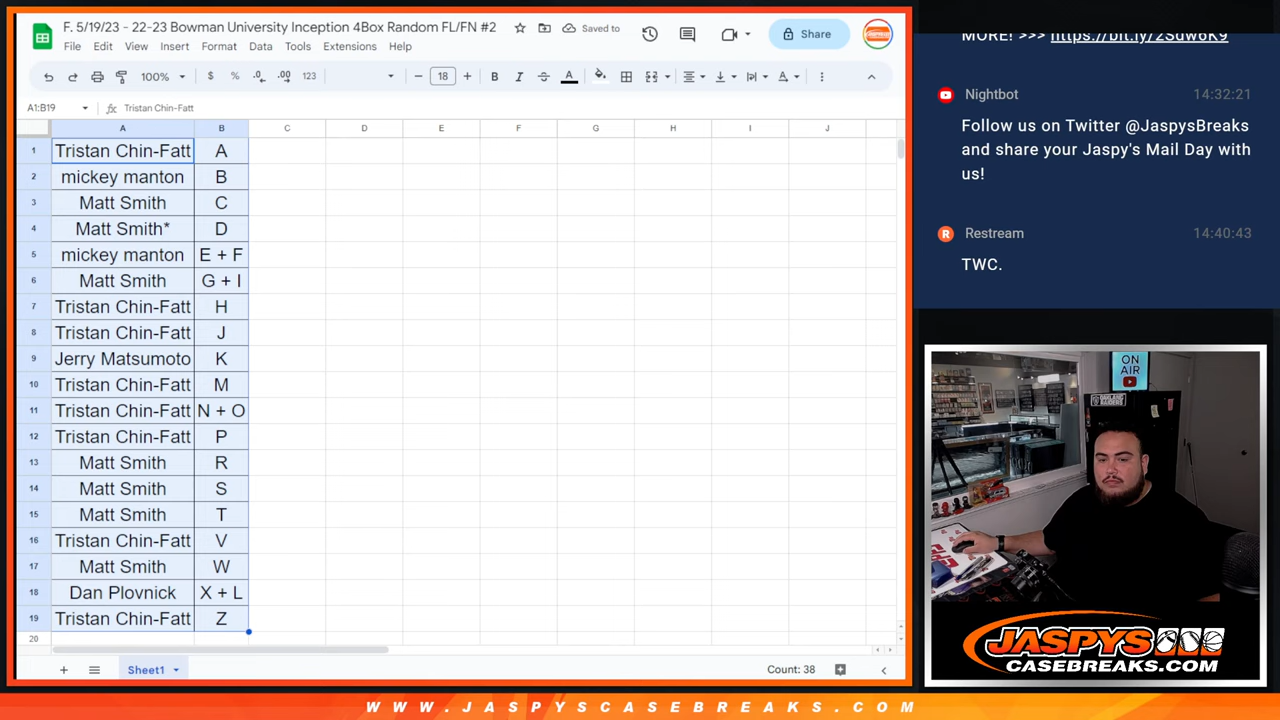 F. 5/19/23 - 22-23 Bowman University Inception 4Box Random FL/FN #2
Saved to
Share
File Edit View Insert Format Data Tools Extensions Help
100% $ % .0 .00 123 18 B I A
A1:B19 fx Tristan Chin-Fatt
A B C D E F G H I J
1 Tristan Chin-Fatt A
2 mickey manton B
3 Matt Smith C
4 Matt Smith* D
5 mickey manton E + F
6 Matt Smith G + I
7 Tristan Chin-Fatt H
8 Tristan Chin-Fatt J
9 Jerry Matsumoto K
10 Tristan Chin-Fatt M
11 Tristan Chin-Fatt N + O
12 Tristan Chin-Fatt P
13 Matt Smith R
14 Matt Smith S
15 Matt Smith T
16 Tristan Chin-Fatt V
17 Matt Smith W
18 Dan Plovnick X + L
19 Tristan Chin-Fatt Z
20
Sheet1
Count: 38
MORE! >>> https://bit.ly/2Sdw6K9
Nightbot 14:32:21
Follow us on Twitter @JaspysBreaks
and share your Jaspy's Mail Day with
us!
R Restream 14:40:43
TWC.
ON
AIR
JASPYS
CASEBREAKS.COM
WWW.JASPYSCASEBREAKS.COM